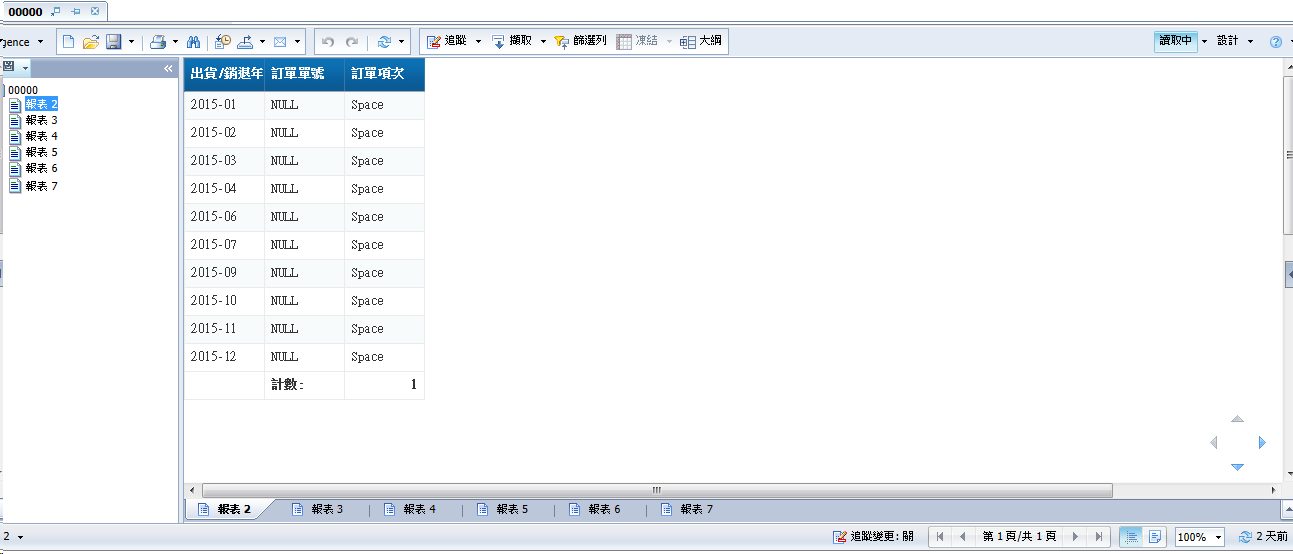 00000
gence 追蹤 擷取 篩選列 凍結 大綱 讀取中 設計
圖
00000
報表 2
報表 3
報表 4
報表 5
報表 6
報表 7
出貨/銷退年 訂單單號 訂單項次
2015-01 NULL Space
2015-02 NULL Space
2015-03 NULL Space
2015-04 NULL Space
2015-06 NULL Space
2015-07 NULL Space
2015-09 NULL Space
2015-10 NULL Space
2015-11 NULL Space
2015-12 NULL Space
計數: 1
報表 2 報表 3 報表 4 報表 5 報表 6 報表 7
2 追蹤變更: 關 第 1 頁/共 1 頁 100% 2 天前